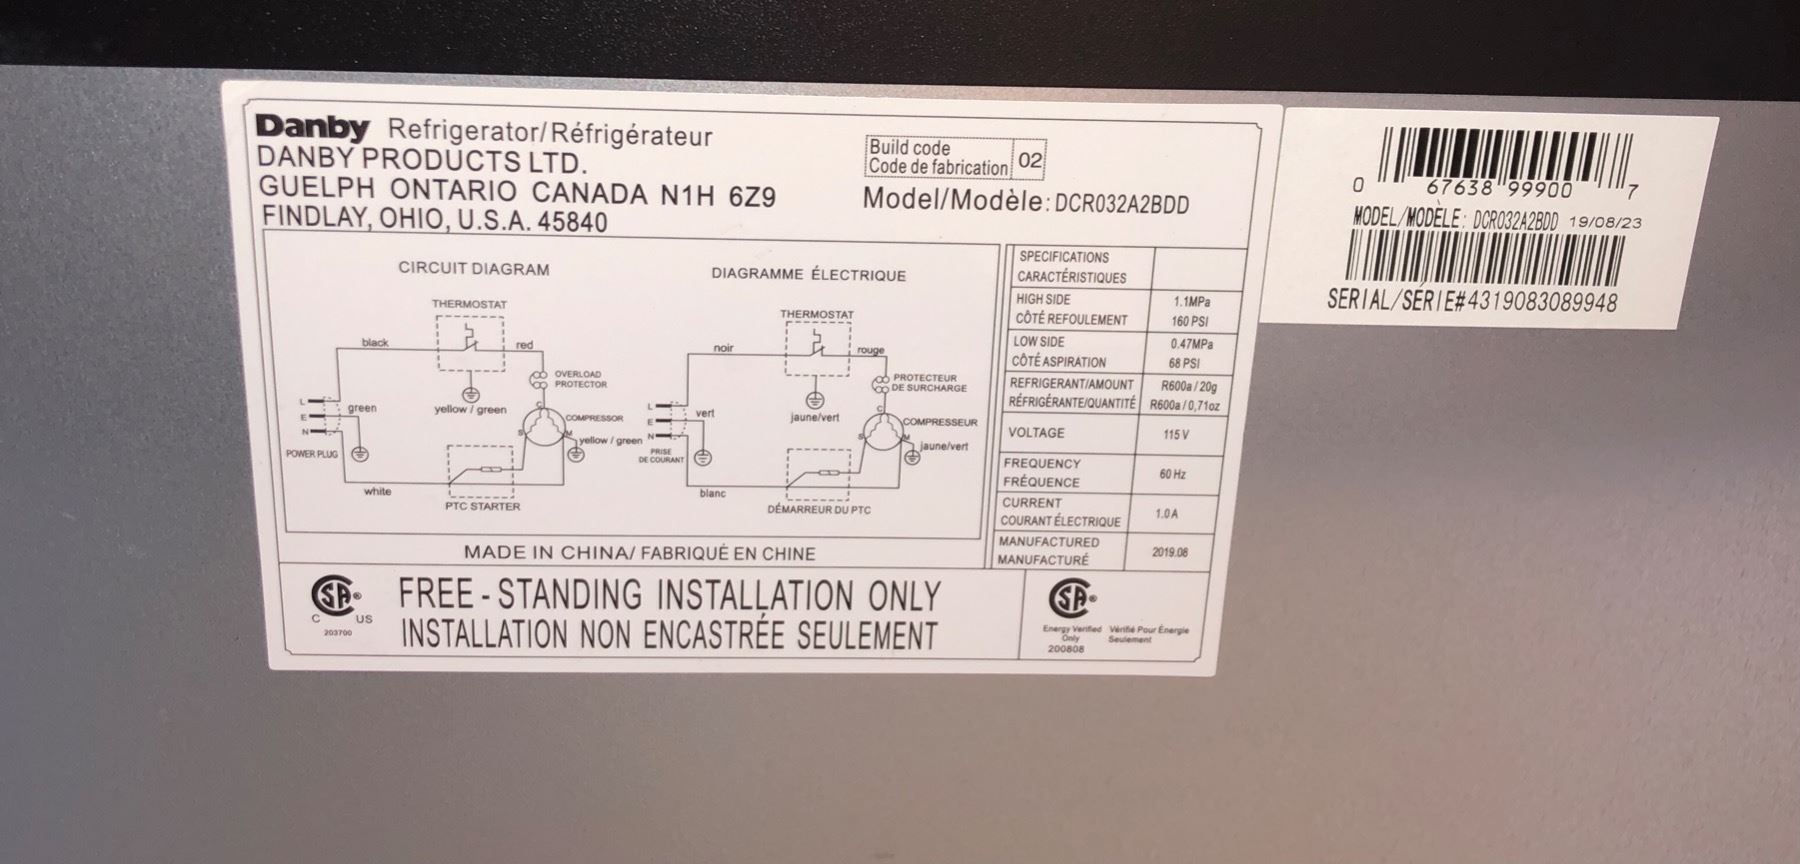 Danby Refrigerator/Réfrigérateur
DANBY PRODUCTS LTD.
GUELPH ONTARIO CANADA N1H 6Z9
FINDLAY, OHIO, U.S.A. 45840
Build code
Code de fabrication
02
Model/Modèle: DCR032A2BDD
CIRCUIT DIAGRAM
THERMOSTAT
black
red
OVERLOAD
PROTECTOR
yellow / green
C
COMPRESSOR
S
M
yellow / green
L
E
N
green
POWER PLUG
white
PTC STARTER
DIAGRAMME ÉLECTRIQUE
THERMOSTAT
noir
rouge
PROTECTEUR
DE SURCHARGE
jaune/vert
C
COMPRESSEUR
S
M
jaune/vert
L
E
N
vert
PRISE
DE COURANT
blanc
DÉMARREUR DU PTC
SPECIFICATIONS
CARACTÉRISTIQUES
HIGH SIDE
CÔTÉ REFOULEMENT
1.1MPa
160 PSI
LOW SIDE
CÔTÉ ASPIRATION
0.47MPa
68 PSI
REFRIGERANT/AMOUNT
RÉFRIGÉRANTE/QUANTITÉ
R600a / 20g
R600a / 0,71oz
VOLTAGE
115 V
FREQUENCY
FRÉQUENCE
60 Hz
CURRENT
COURANT ÉLECTRIQUE
1.0A
MANUFACTURED
MANUFACTURÉ
2019.08
MADE IN CHINA/ FABRIQUÉ EN CHINE
SA®
C US
203700
FREE - STANDING INSTALLATION ONLY
INSTALLATION NON ENCASTRÉE SEULEMENT
SA®
Energy Verified Only
Vérifié Pour Énergie Seulement
200808
0 67638 99900 7
MODEL/MODÈLE: DCR032A2BDD 19/08/23
SERIAL/SÉRIE#4319083089948